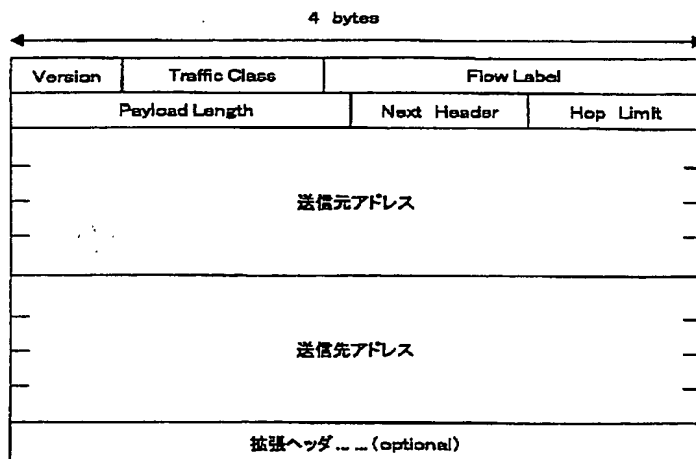 4 bytes
Version Traffic Class Flow Label
Payload Length Next Header Hop Limit
送信元アドレス
送信先アドレス
拡張ヘッダ... ...(optional)